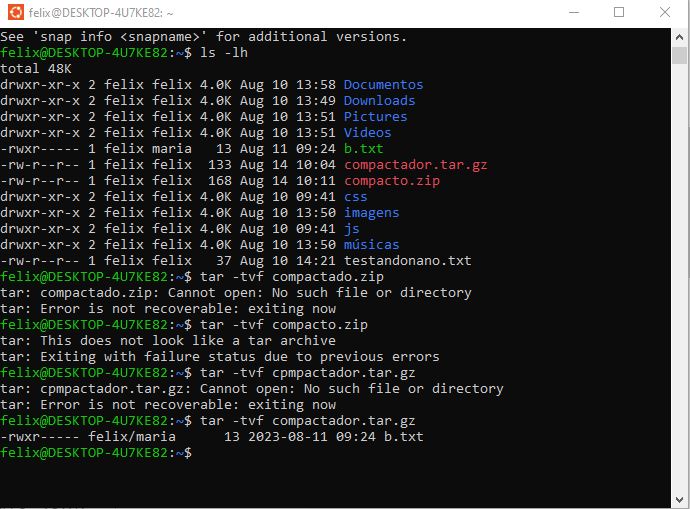 felix@DESKTOP-4U7KE82: ~
See 'snap info <snapname>' for additional versions.
felix@DESKTOP-4U7KE82:~$ ls -lh
total 48K
drwxr-xr-x 2 felix felix 4.0K Aug 10 13:58 Documentos
drwxr-xr-x 2 felix felix 4.0K Aug 10 13:49 Downloads
drwxr-xr-x 2 felix felix 4.0K Aug 10 13:51 Pictures
drwxr-xr-x 2 felix felix 4.0K Aug 10 13:51 Videos
-rwxr----- 1 felix maria   13 Aug 11 09:24 b.txt
-rw-r--r-- 1 felix felix  133 Aug 14 10:04 compactador.tar.gz
-rw-r--r-- 1 felix felix  168 Aug 14 10:11 compacto.zip
drwxr-xr-x 2 felix felix 4.0K Aug 10 09:41 css
drwxr-xr-x 2 felix felix 4.0K Aug 10 13:50 imagens
drwxr-xr-x 2 felix felix 4.0K Aug 10 09:41 js
drwxr-xr-x 2 felix felix 4.0K Aug 10 13:50 músicas
-rw-r--r-- 1 felix felix   37 Aug 10 14:21 testandonano.txt
felix@DESKTOP-4U7KE82:~$ tar -tvf compactado.zip
tar: compactado.zip: Cannot open: No such file or directory
tar: Error is not recoverable: exiting now
felix@DESKTOP-4U7KE82:~$ tar -tvf compacto.zip
tar: This does not look like a tar archive
tar: Exiting with failure status due to previous errors
felix@DESKTOP-4U7KE82:~$ tar -tvf cpmpactador.tar.gz
tar: cpmpactador.tar.gz: Cannot open: No such file or directory
tar: Error is not recoverable: exiting now
felix@DESKTOP-4U7KE82:~$ tar -tvf compactador.tar.gz
-rwxr----- felix/maria      13 2023-08-11 09:24 b.txt
felix@DESKTOP-4U7KE82:~$